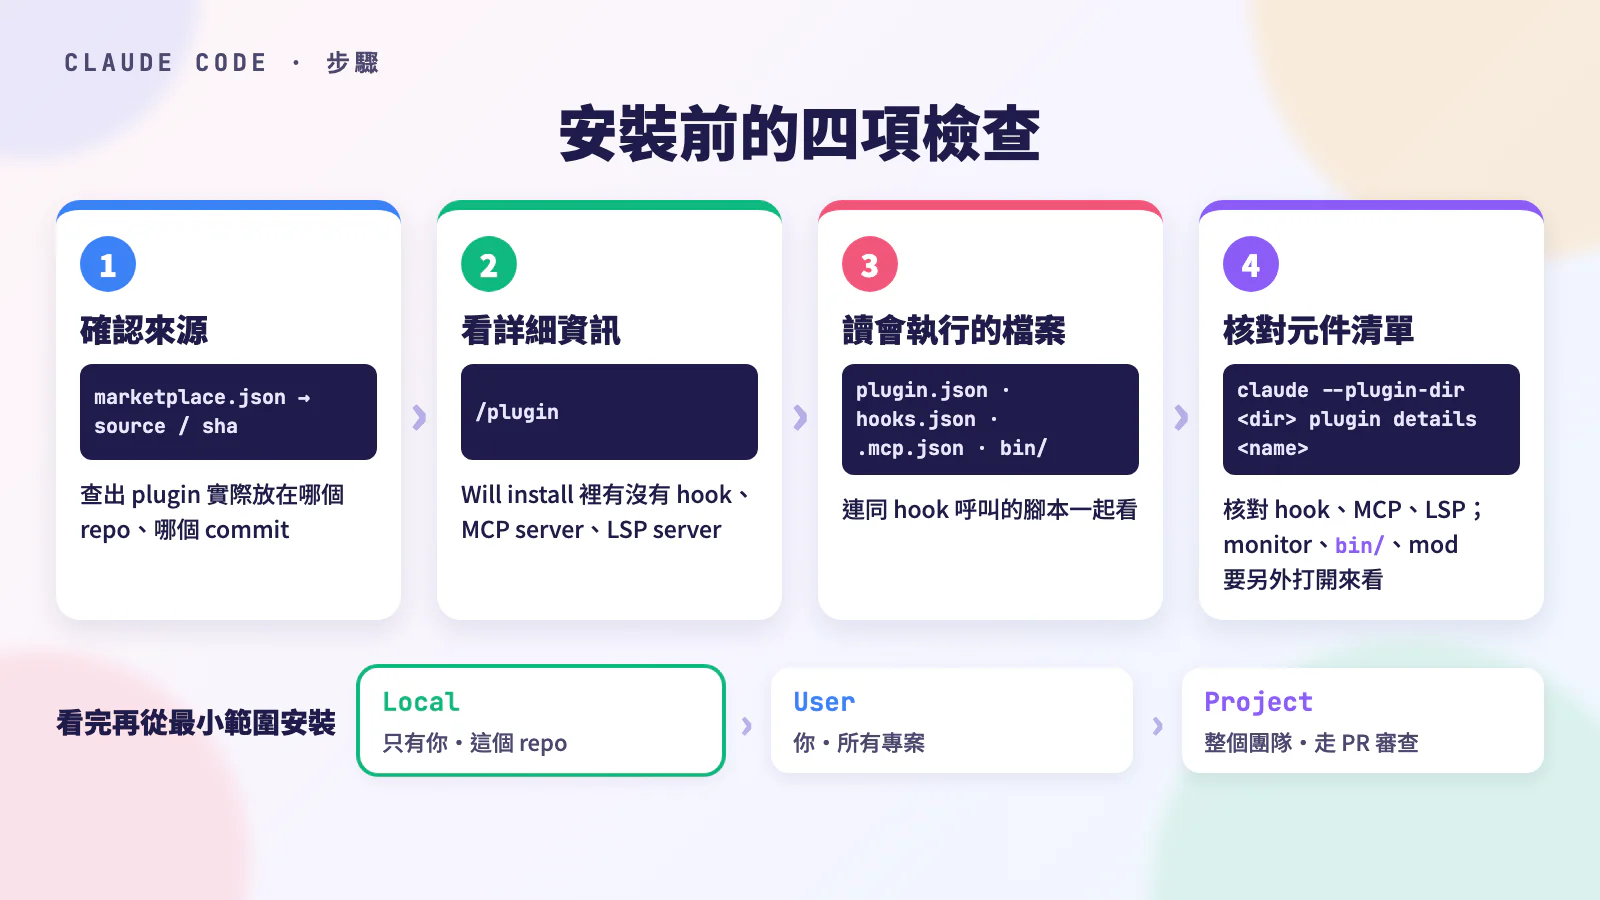 CLAUDE CODE · 步驟
安裝前的四項檢查
1
確認來源
marketplace.json →
source / sha
查出 plugin 實際放在哪個
repo、哪個 commit
2
看詳細資訊
/plugin
Will install 裡有沒有 hook、
MCP server、LSP server
3
讀會執行的檔案
plugin.json ·
hooks.json ·
.mcp.json · bin/
連同 hook 呼叫的腳本一起看
4
核對元件清單
claude --plugin-dir
<dir> plugin details
<name>
核對 hook、MCP、LSP；
monitor、bin/、mod
要另外打開來看
看完再從最小範圍安裝
Local
只有你・這個 repo
User
你・所有專案
Project
整個團隊・走 PR 審查